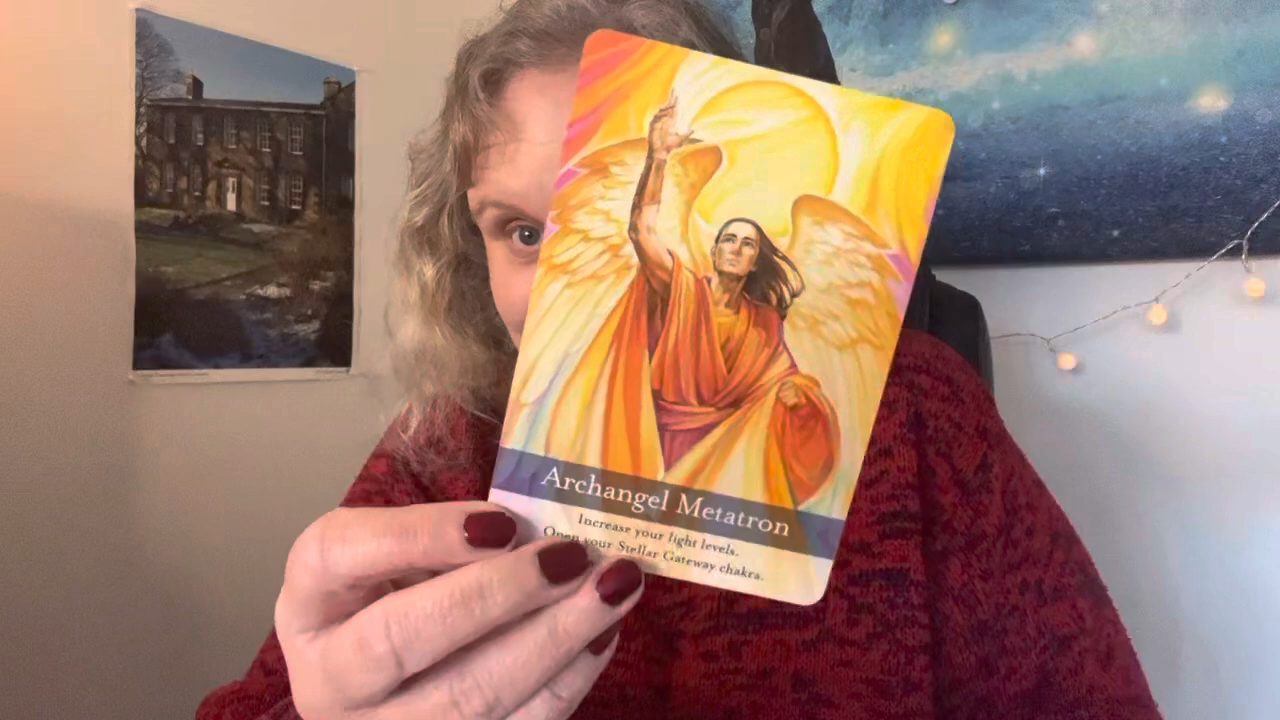 Archangel Metatron
Increase your light levels.
Open your Stellar Gateway chakra.